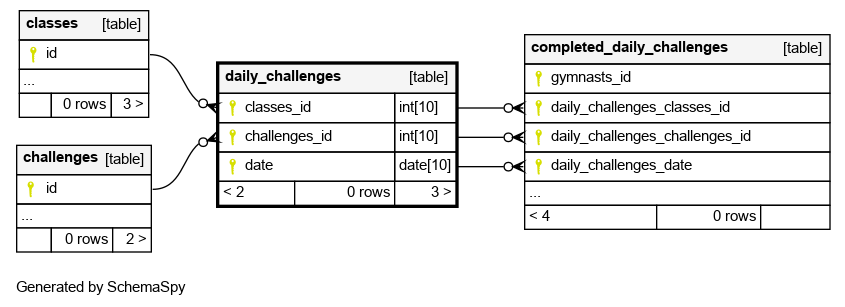 classes [table]
id
...
0 rows 3 >
challenges [table]
id
...
0 rows 2 >
daily_challenges [table]
classes_id int[10]
challenges_id int[10]
date date[10]
< 2 0 rows 3 >
completed_daily_challenges [table]
gymnasts_id
daily_challenges_classes_id
daily_challenges_challenges_id
daily_challenges_date
...
< 4 0 rows
Generated by SchemaSpy